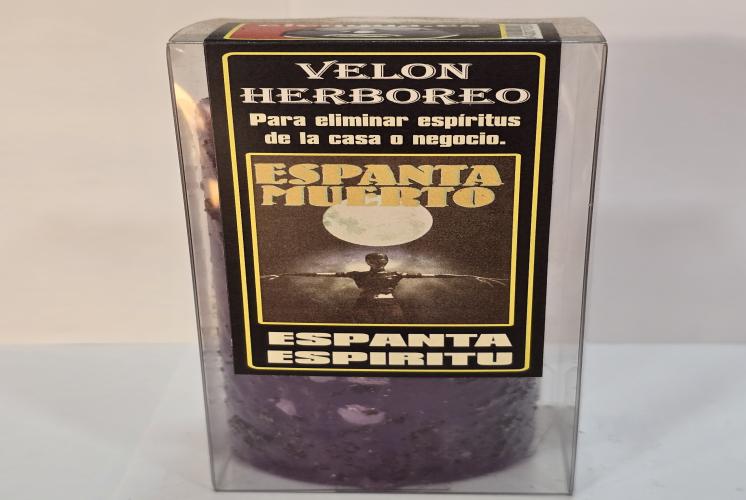 VELON
HERBOREO
Para eliminar espíritus
de la casa o negocio.
ESPANTA
MUERTO
ESPANTA
ESPIRITU